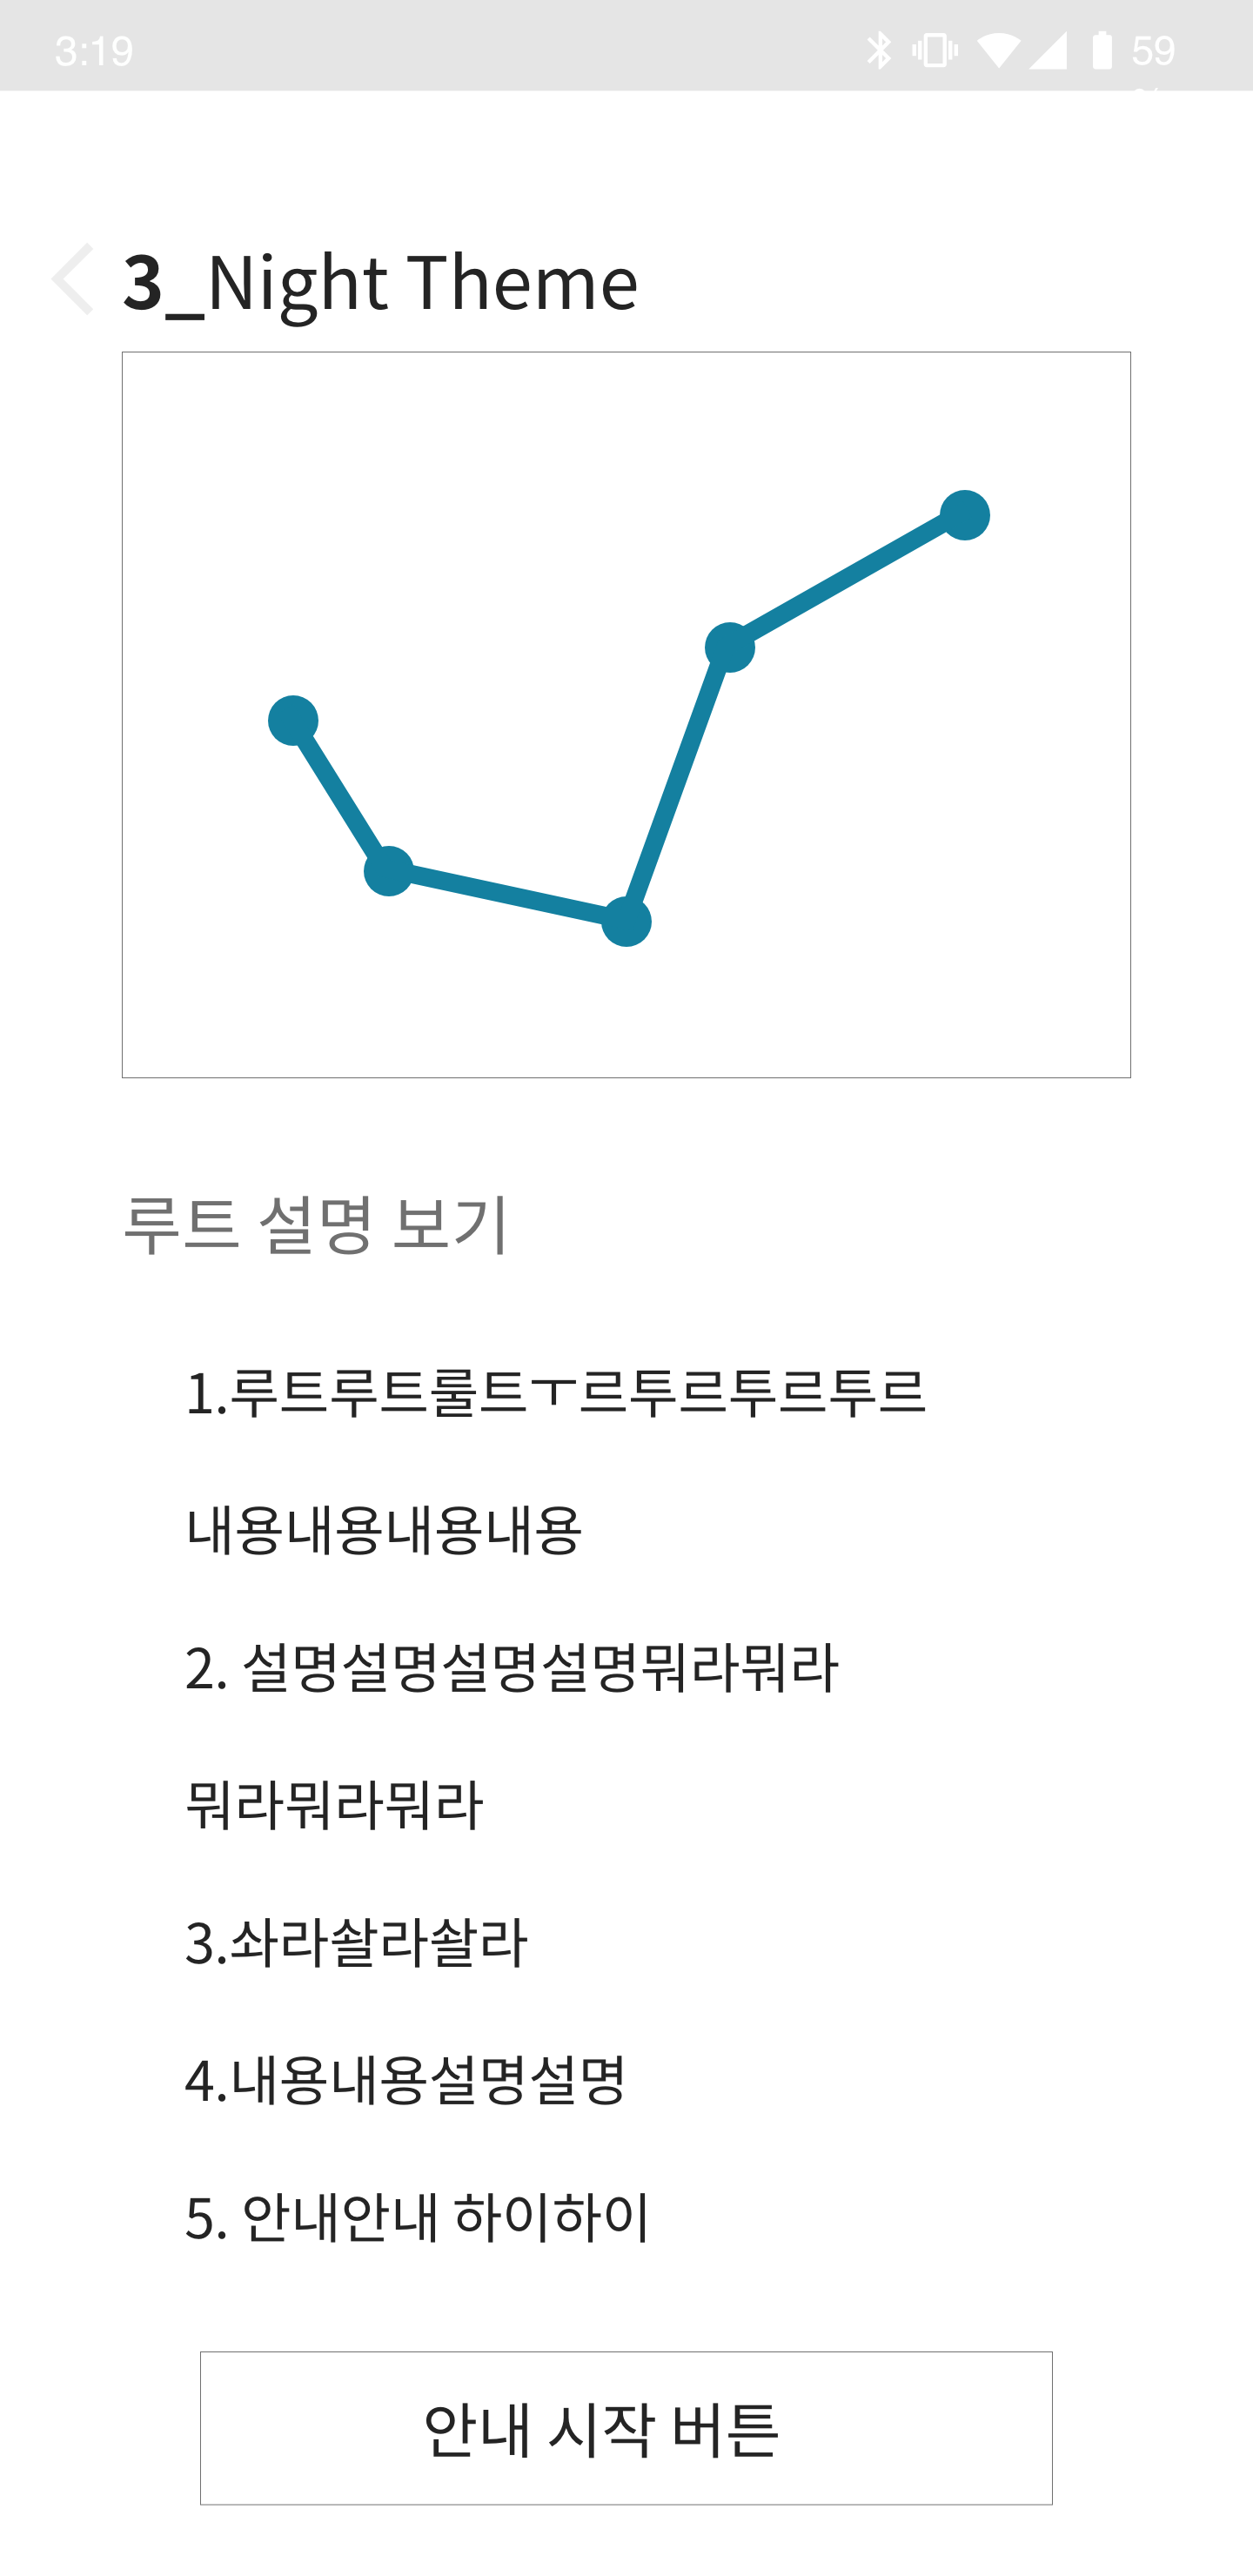 3:19
59
3_Night Theme
루트 설명 보기
1.루트루트룰트ㅜ르투르투르투르
내용내용내용내용
2. 설명설명설명설명뭐라뭐라
뭐라뭐라뭐라
3.솨라솰라솰라
4.내용내용설명설명
5. 안내안내 하이하이
안내 시작 버튼